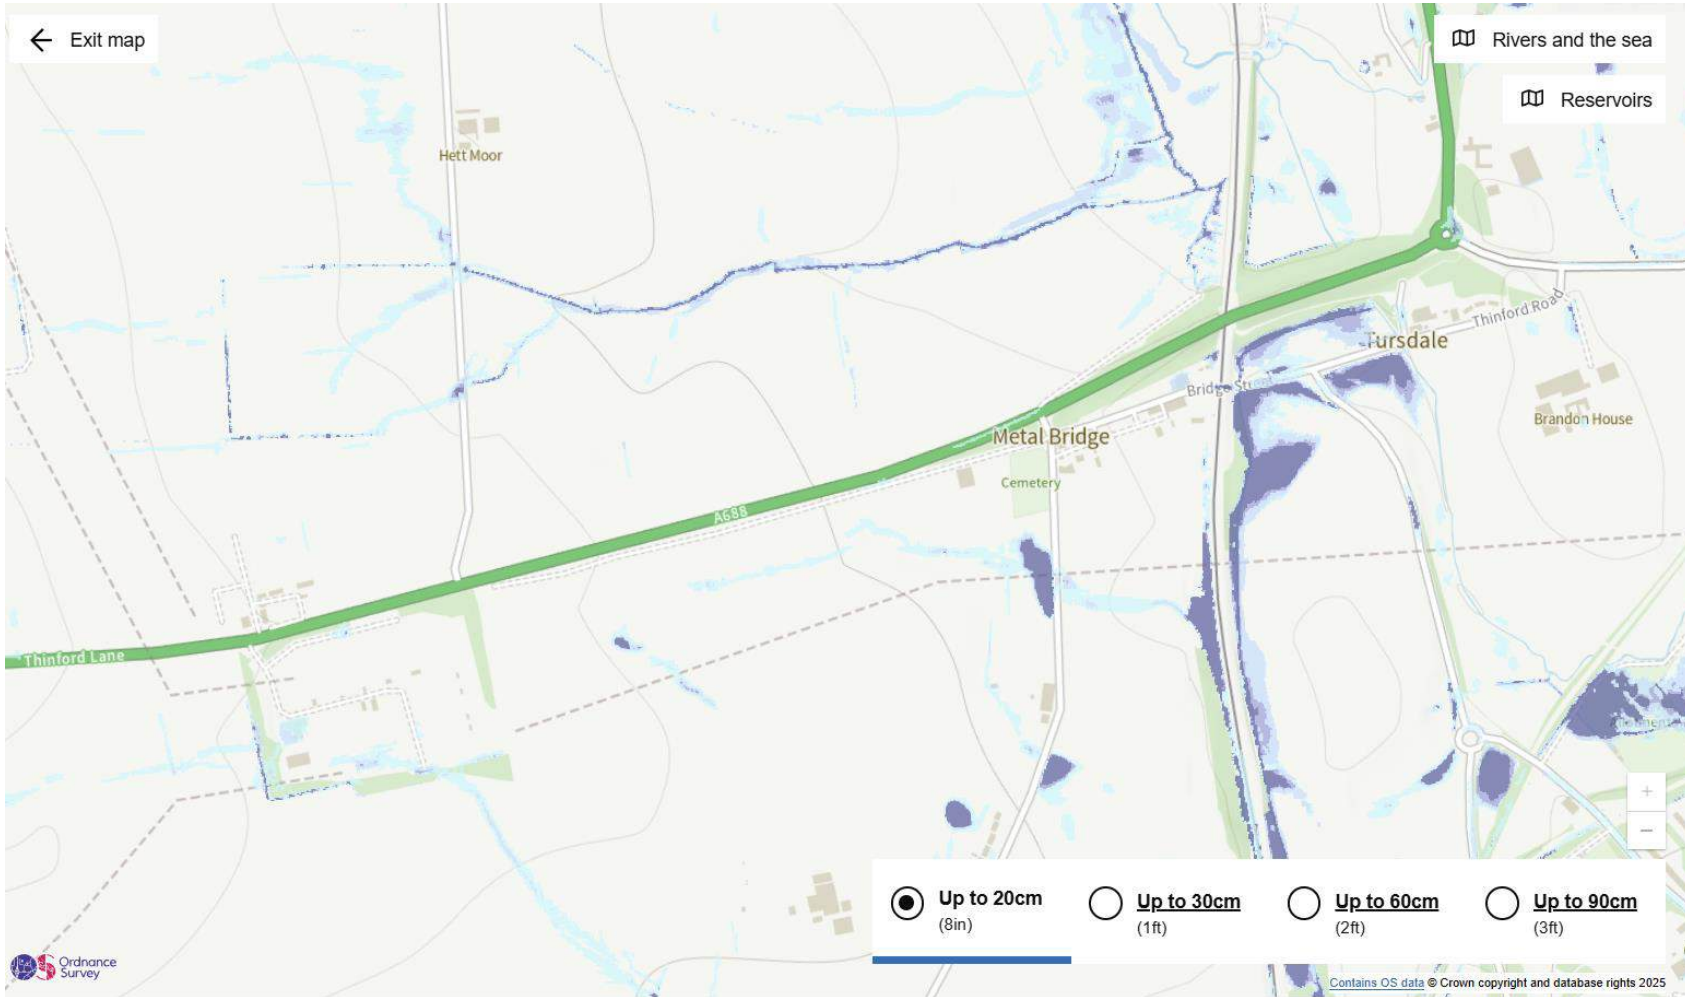 Exit map
Rivers and the sea
Reservoirs
Hett Moor
Thinford Road
Tursdale
Bridge St
Brandon House
Metal Bridge
Cemetery
A688
Thinford Lane
Up to 20cm
(8in)
Up to 30cm
(1ft)
Up to 60cm
(2ft)
Up to 90cm
(3ft)
+
−
Ordnance
Survey
Contains OS data © Crown copyright and database rights 2025